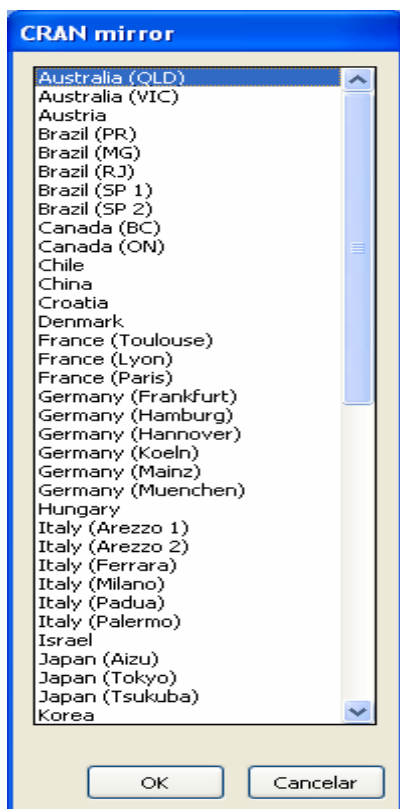 CRAN mirror
Australia (QLD)
Australia (VIC)
Austria
Brazil (PR)
Brazil (MG)
Brazil (RJ)
Brazil (SP 1)
Brazil (SP 2)
Canada (BC)
Canada (ON)
Chile
China
Croatia
Denmark
France (Toulouse)
France (Lyon)
France (Paris)
Germany (Frankfurt)
Germany (Hamburg)
Germany (Hannover)
Germany (Koeln)
Germany (Mainz)
Germany (Muenchen)
Hungary
Italy (Arezzo 1)
Italy (Arezzo 2)
Italy (Ferrara)
Italy (Milano)
Italy (Padua)
Italy (Palermo)
Israel
Japan (Aizu)
Japan (Tokyo)
Japan (Tsukuba)
Korea
OK Cancelar